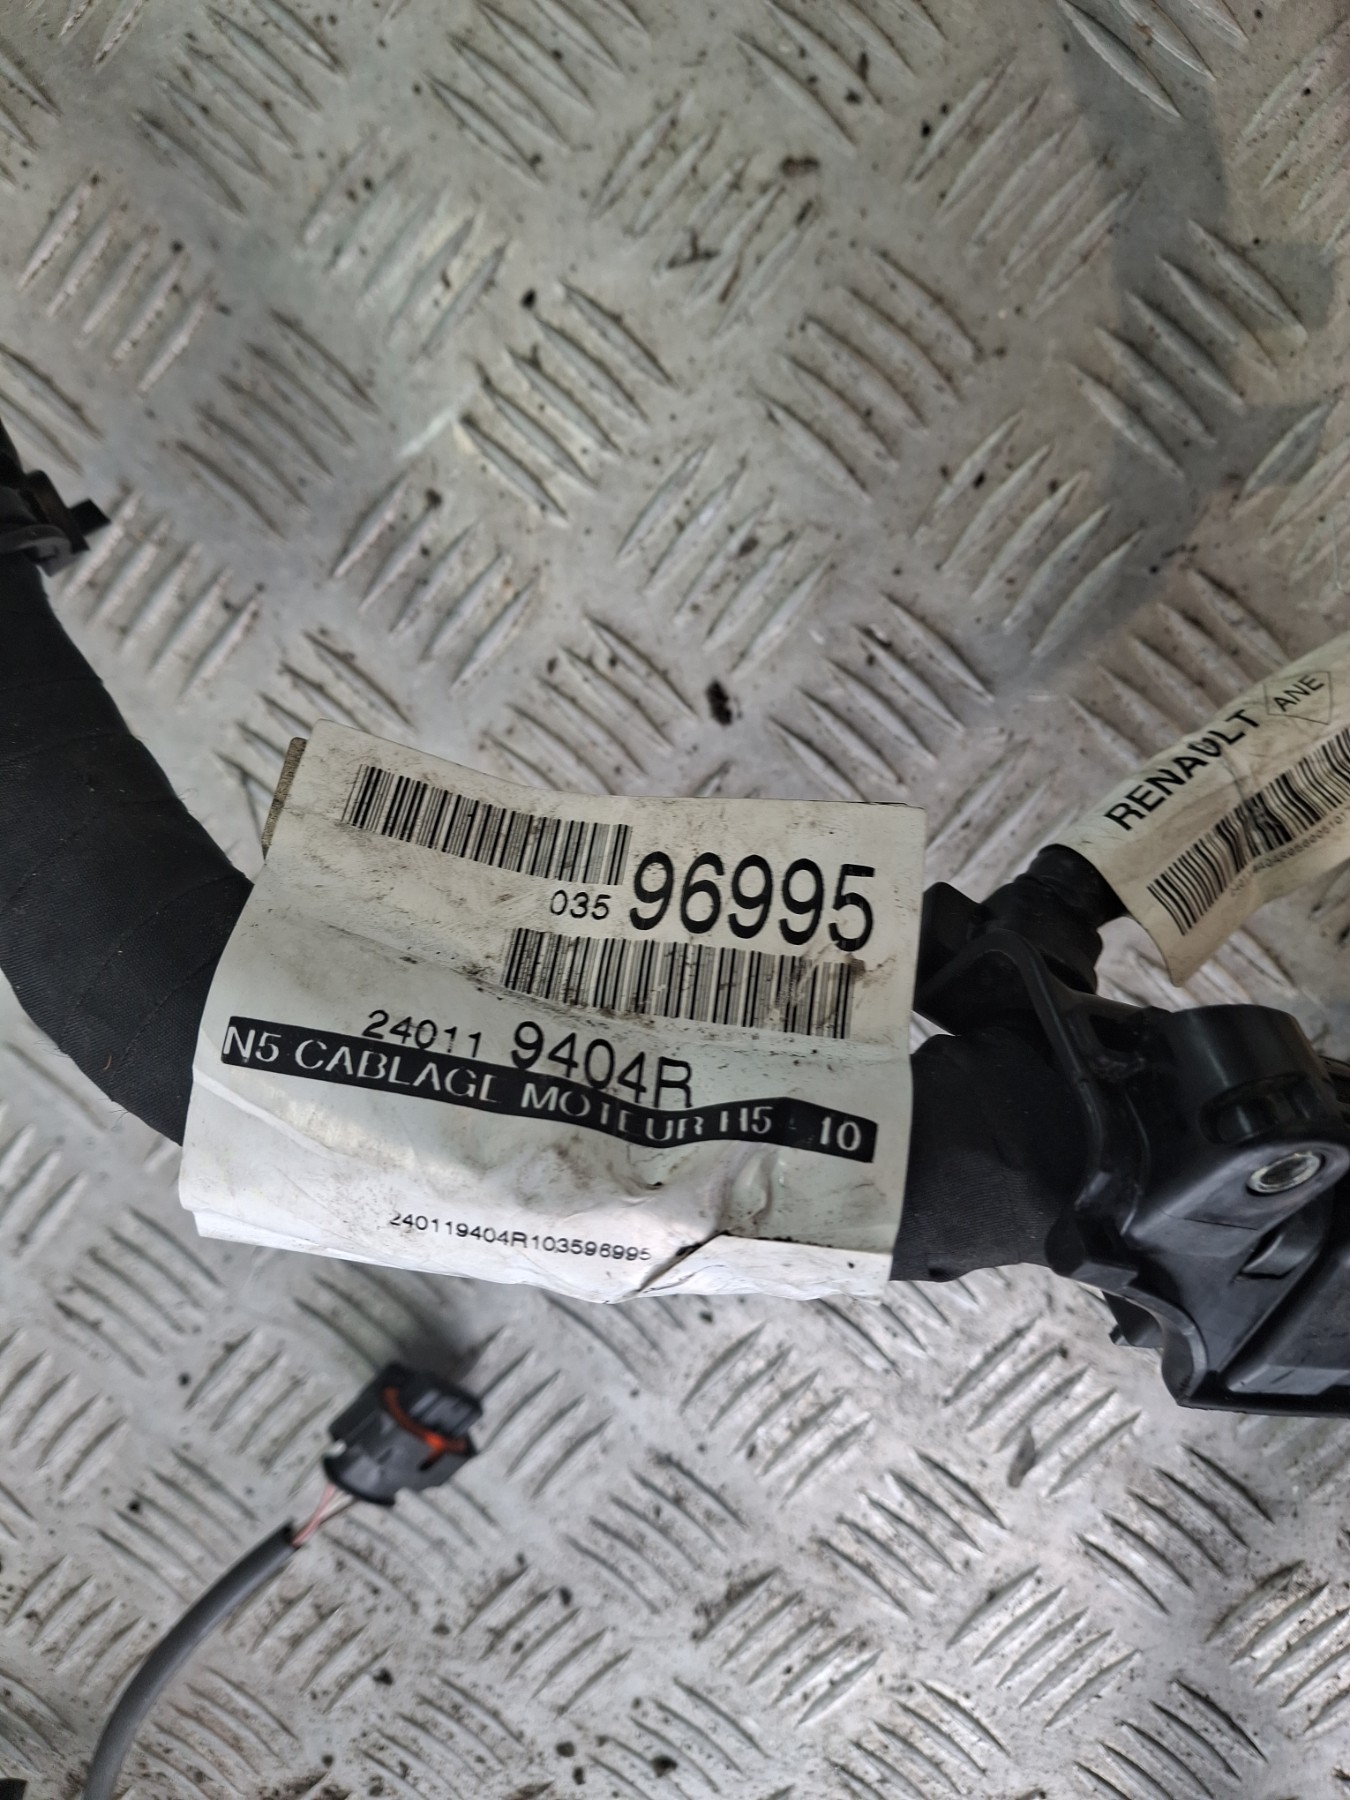 RENAULT ANE
035 96995
24011 9404R
N5 CABLAGE MOTEUR H5 10
240119404R103596995